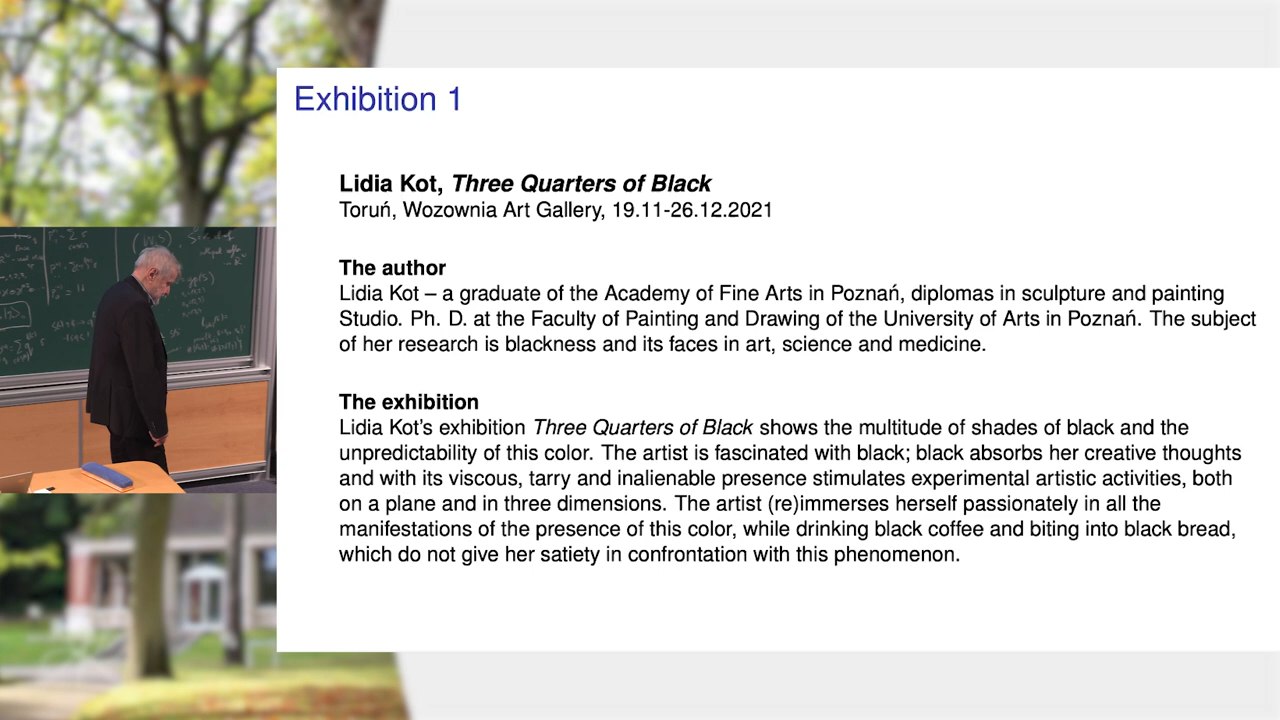 Exhibition 1
Lidia Kot, Three Quarters of Black
Toruń, Wozownia Art Gallery, 19.11-26.12.2021
The author
Lidia Kot – a graduate of the Academy of Fine Arts in Poznań, diplomas in sculpture and painting
Studio. Ph. D. at the Faculty of Painting and Drawing of the University of Arts in Poznań. The subject
of her research is blackness and its faces in art, science and medicine.
The exhibition
Lidia Kot's exhibition Three Quarters of Black shows the multitude of shades of black and the
unpredictability of this color. The artist is fascinated with black; black absorbs her creative thoughts
and with its viscous, tarry and inalienable presence stimulates experimental artistic activities, both
on a plane and in three dimensions. The artist (re)immerses herself passionately in all the
manifestations of the presence of this color, while drinking black coffee and biting into black bread,
which do not give her satiety in confrontation with this phenomenon.